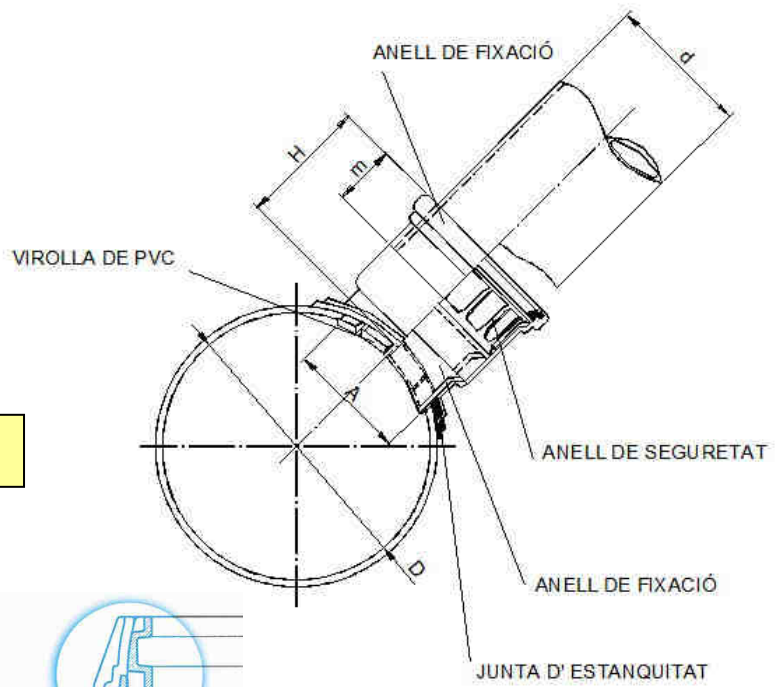 ANELL DE FIXACIÓ
d
H
m
VIROLLA DE PVC
A
ANELL DE SEGURETAT
D
ANELL DE FIXACIÓ
JUNTA D' ESTANQUITAT